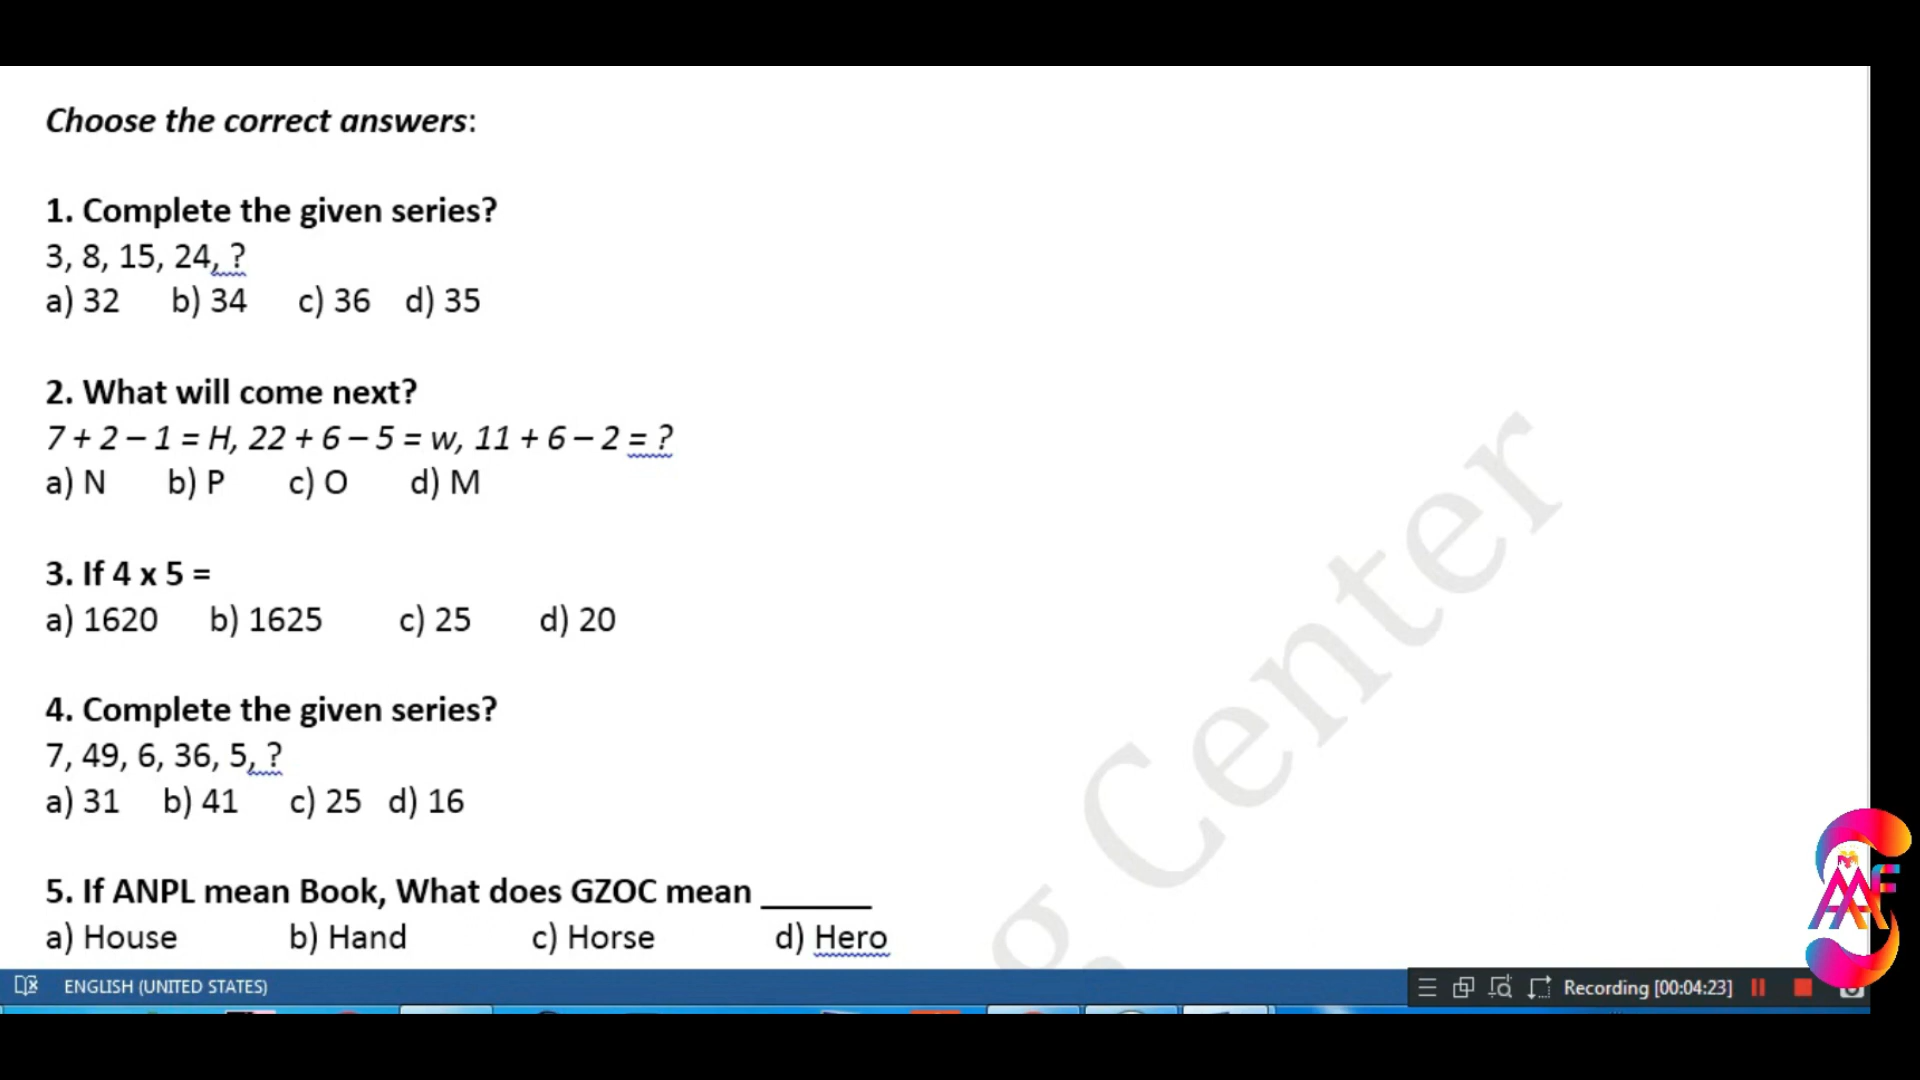 Choose the correct answers:
1. Complete the given series?
3, 8, 15, 24, ?
a) 32 b) 34 c) 36 d) 35
2. What will come next?
7 + 2 – 1 = H, 22 + 6 – 5 = w, 11 + 6 – 2 = ?
a) N b) P c) O d) M
3. If 4 x 5 =
a) 1620 b) 1625 c) 25 d) 20
4. Complete the given series?
7, 49, 6, 36, 5, ?
a) 31 b) 41 c) 25 d) 16
5. If ANPL mean Book, What does GZOC mean ______
a) House b) Hand c) Horse d) Hero
g Center
ENGLISH (UNITED STATES)
Recording [00:04:23]